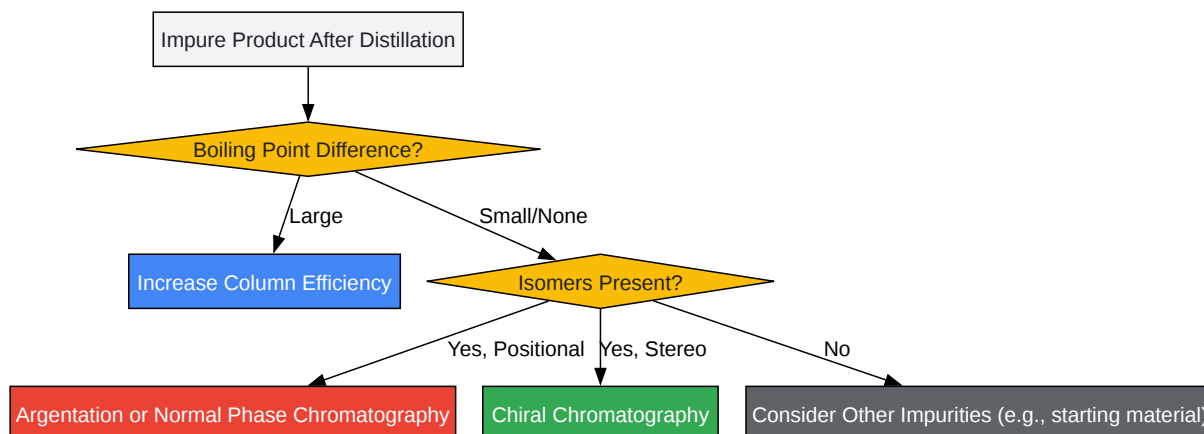 Impure Product After Distillation
Boiling Point Difference?
Large
Small/None
Increase Column Efficiency
Isomers Present?
Yes, Positional
Yes, Stereo
No
Argentation or Normal Phase Chromatography
Chiral Chromatography
Consider Other Impurities (e.g., starting material)